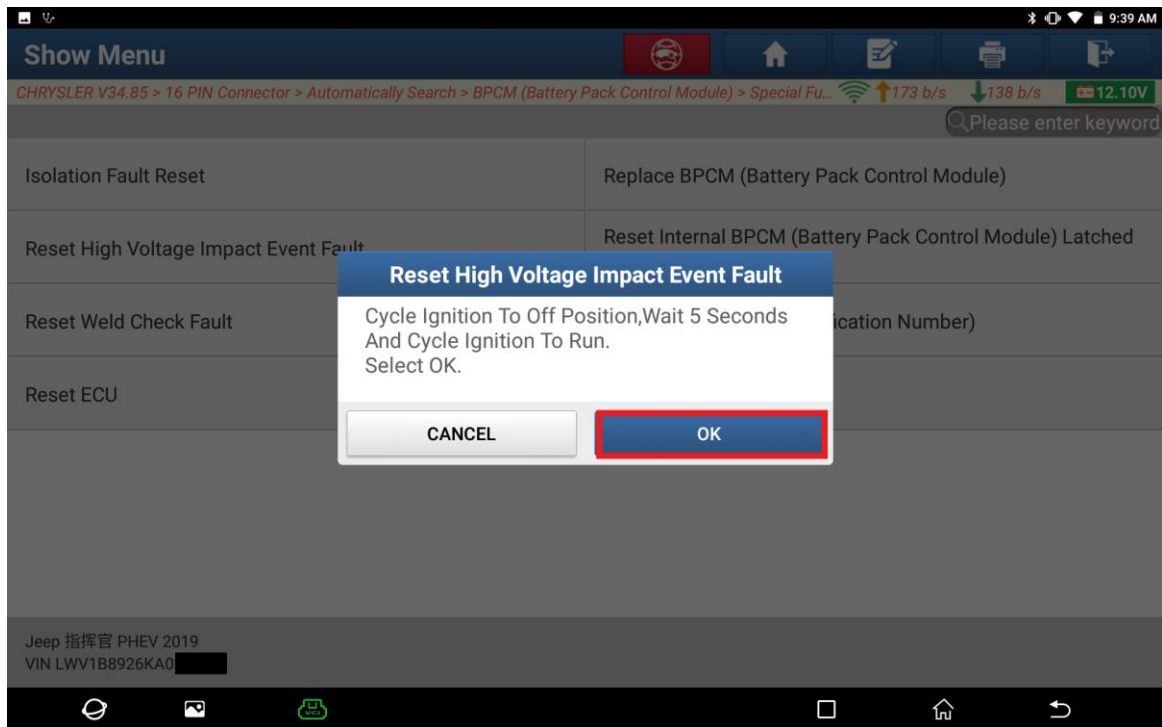 9:39 AM
Show Menu
CHRYSLER V34.85 > 16 PIN Connector > Automatically Search > BPCM (Battery Pack Control Module) > Special Fu... 173 b/s 138 b/s 12.10V
Please enter keyword
Isolation Fault Reset
Replace BPCM (Battery Pack Control Module)
Reset High Voltage Impact Event Fault
Reset Internal BPCM (Battery Pack Control Module) Latched
Reset High Voltage Impact Event Fault
Cycle Ignition To Off Position,Wait 5 Seconds
And Cycle Ignition To Run.
Select OK.
Reset Weld Check Fault
ication Number)
Reset ECU
CANCEL
OK
Jeep 指挥官 PHEV 2019
VIN LWV1B8926KA0
VCI